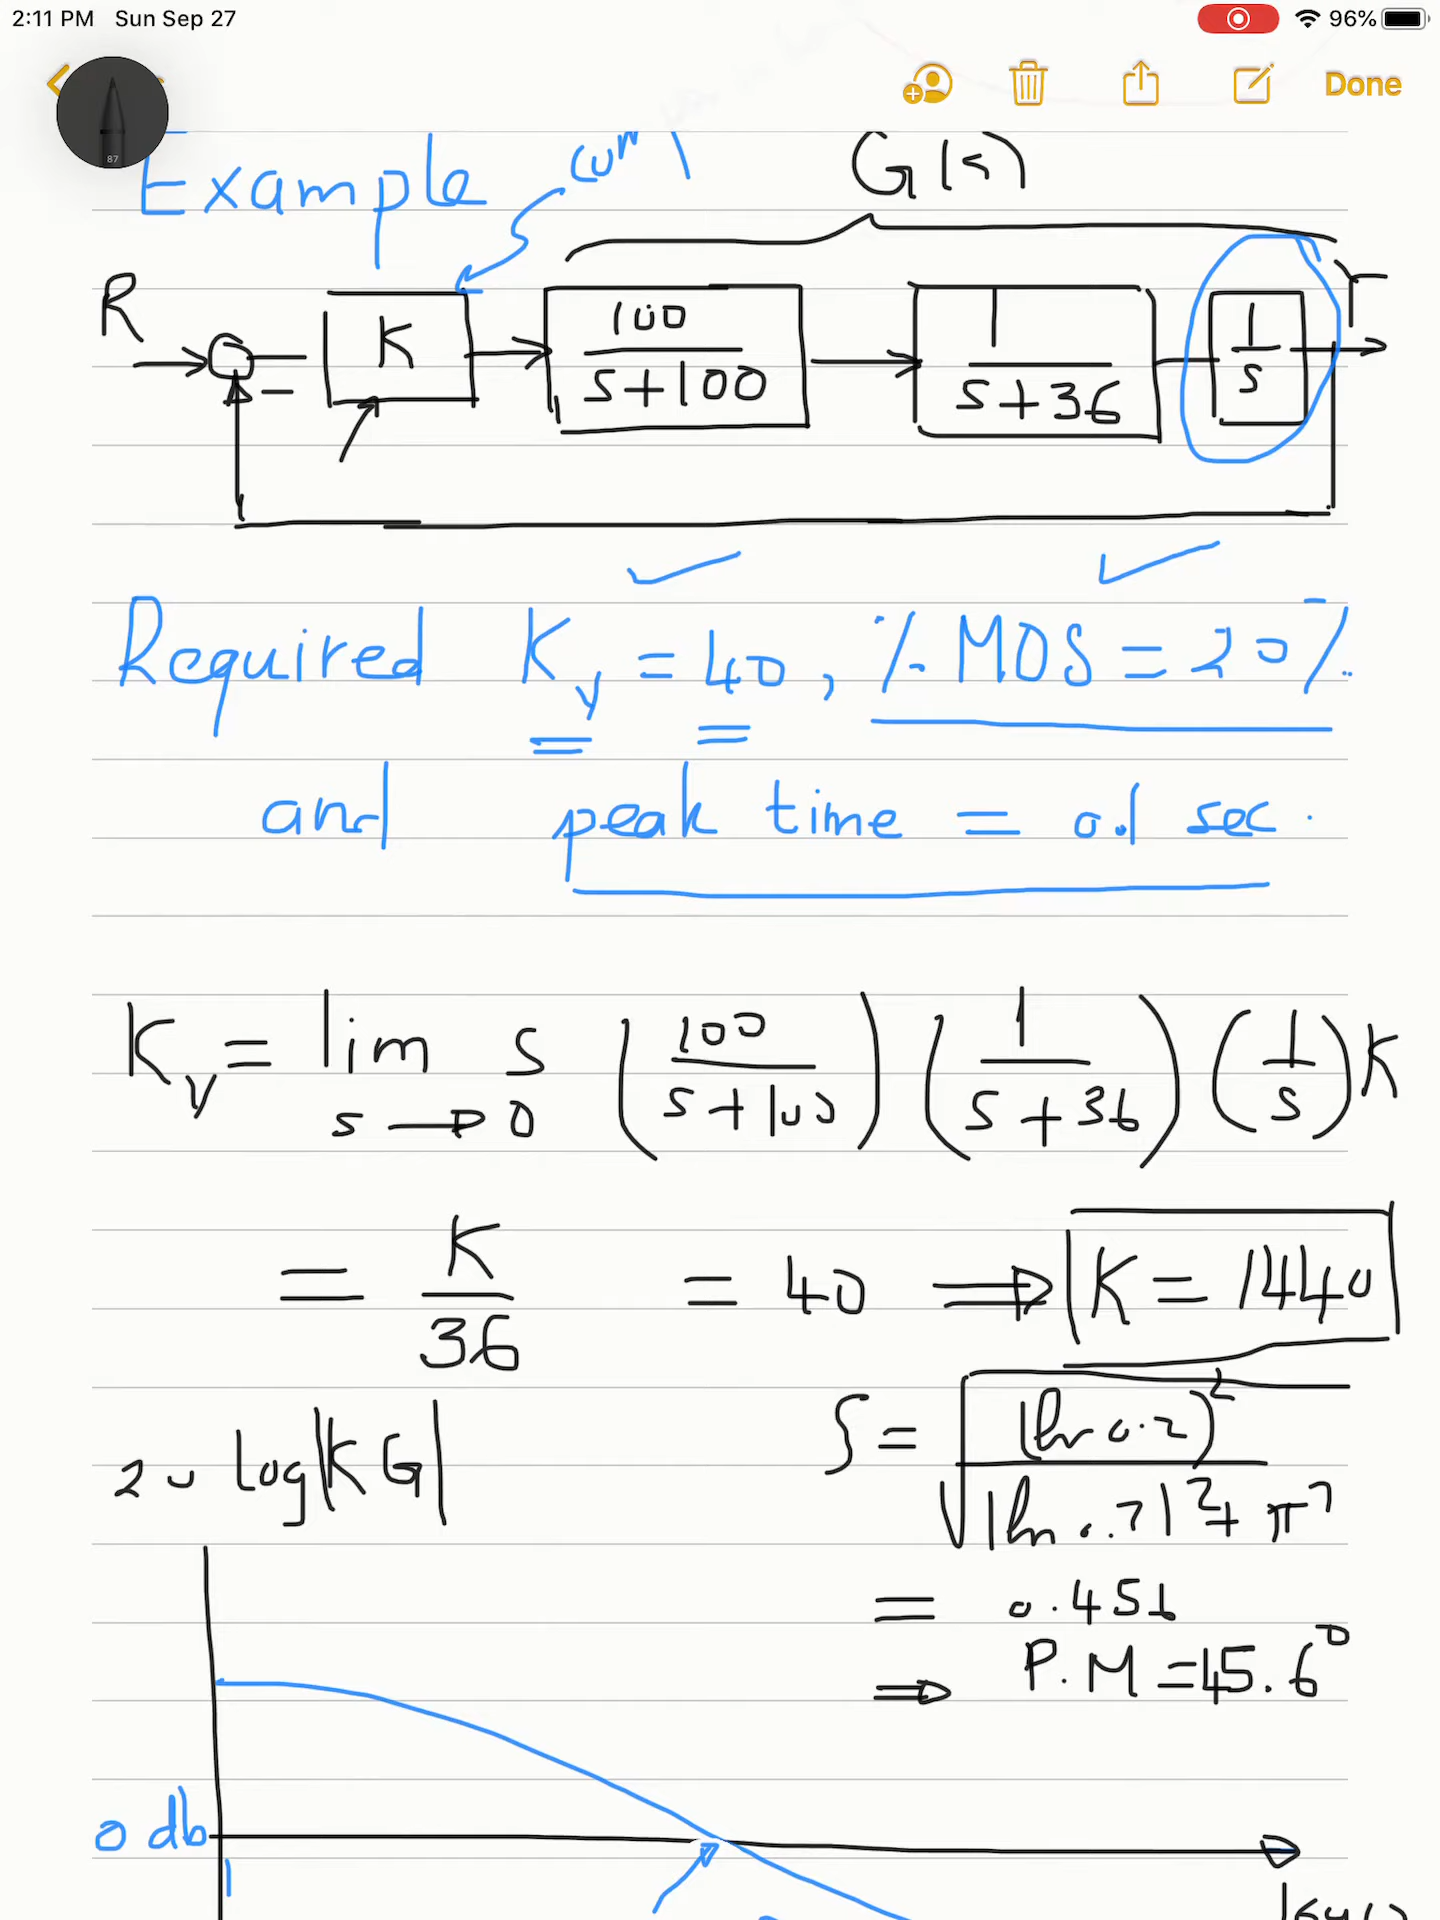 2:11 PM Sun Sep 27 96%
Done
87
Example
G(s)
R K 100/(s+100) 1/(s+36) 1/s Y
−
Required Kv = 40, % MOS = 20%.
and peak time = 0.1 sec.
Kv = lim s→0 s (100/(s+100)) (1/(s+36)) (1/s) K
= K/36 = 40 ⟹ K = 1440
20 log|KG|
ζ = √((ln 0.2)²/((ln 0.2)² + π²))
= 0.456
⟹ P.M = 45.6°
0 db
1